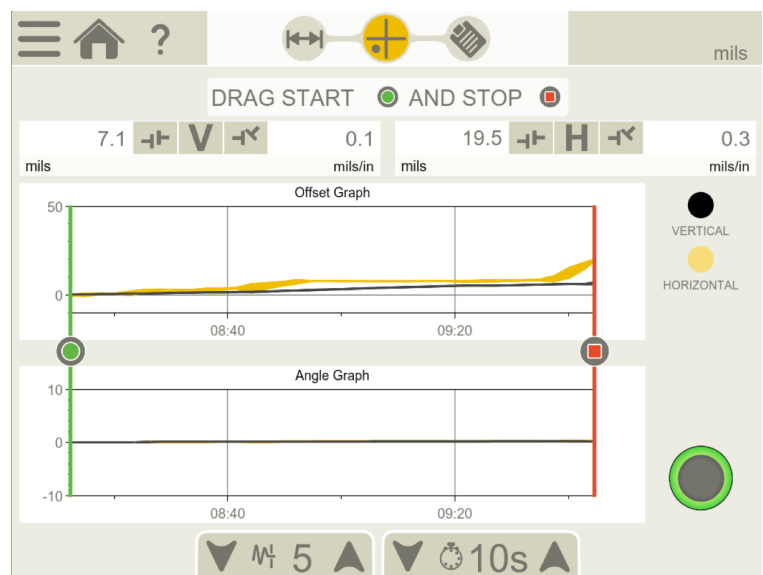 ?
mils
DRAG START AND STOP
7.1 V 0.1 19.5 H 0.3
mils mils/in mils mils/in
Offset Graph
50
0
08:40 09:20
VERTICAL
HORIZONTAL
Angle Graph
10
0
-10
08:40 09:20
5 10s